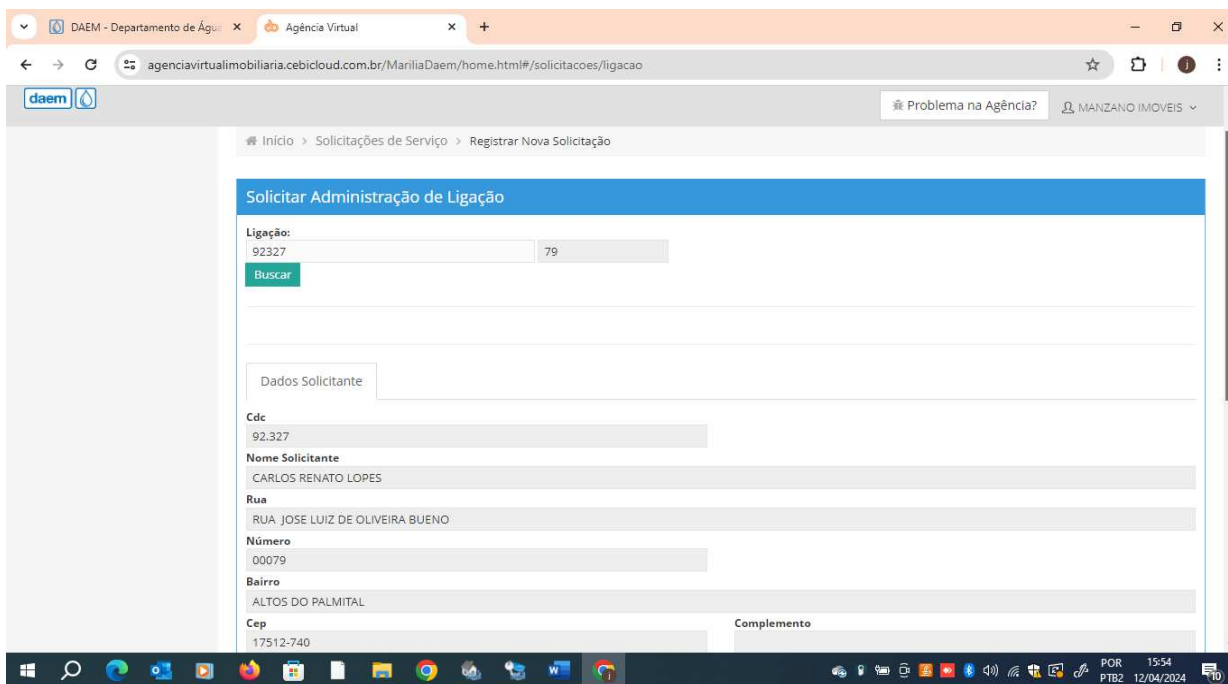 DAEM - Departamento de Águ
Agência Virtual
agenciavirtualimobiliaria.cebicloud.com.br/MariliaDaem/home.html#/solicitacoes/ligacao
daem
Problema na Agência?
MANZANO IMOVEIS
Início > Solicitações de Serviço > Registrar Nova Solicitação
Solicitar Administração de Ligação
Ligação:
92327 79
Buscar
Dados Solicitante
Cdc
92.327
Nome Solicitante
CARLOS RENATO LOPES
Rua
RUA JOSE LUIZ DE OLIVEIRA BUENO
Número
00079
Bairro
ALTOS DO PALMITAL
Cep Complemento
17512-740
POR 15:54
PTB2 12/04/2024